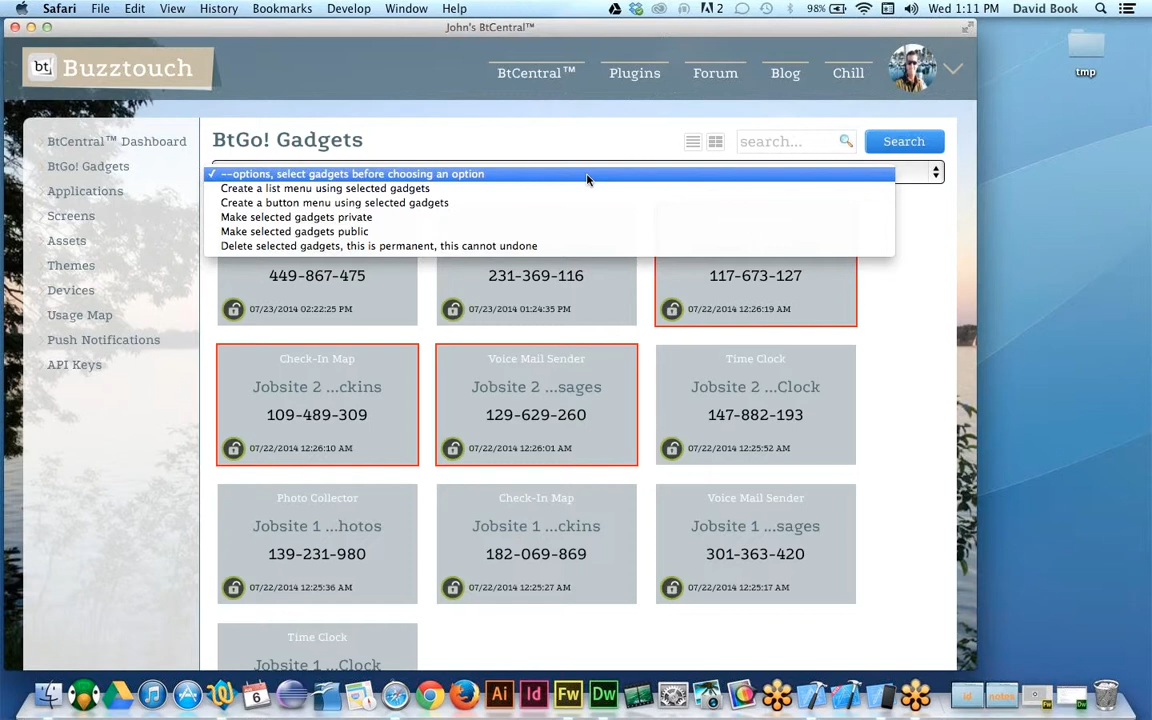 Safari File Edit View History Bookmarks Develop Window Help 2 98% Wed 1:11 PM David Book
John's BtCentral™
bt. Buzztouch
BtCentral™ Plugins Forum Blog Chill
tmp
BtCentral™ Dashboard
BtGo! Gadgets
Applications
Screens
Assets
Themes
Devices
Usage Map
Push Notifications
API Keys
BtGo! Gadgets
search... Search
✓ --options, select gadgets before choosing an option
Create a list menu using selected gadgets
Create a button menu using selected gadgets
Make selected gadgets private
Make selected gadgets public
Delete selected gadgets, this is permanent, this cannot undone
449-867-475 231-369-116 117-673-127
07/23/2014 02:22:25 PM 07/23/2014 01:24:35 PM 07/22/2014 12:26:19 AM
Check-In Map Voice Mail Sender Time Clock
Jobsite 2 ...ckins Jobsite 2 ...sages Jobsite 2 ...Clock
109-489-309 129-629-260 147-882-193
07/22/2014 12:26:10 AM 07/22/2014 12:26:01 AM 07/22/2014 12:25:52 AM
Photo Collector Check-In Map Voice Mail Sender
Jobsite 1 ...hotos Jobsite 1 ...ckins Jobsite 1 ...sages
139-231-980 182-069-869 301-363-420
07/22/2014 12:25:36 AM 07/22/2014 12:25:27 AM 07/22/2014 12:25:17 AM
Time Clock
Jobsite 1 ...Clock
6 Ai Id Fw Dw id notes Fw Dw